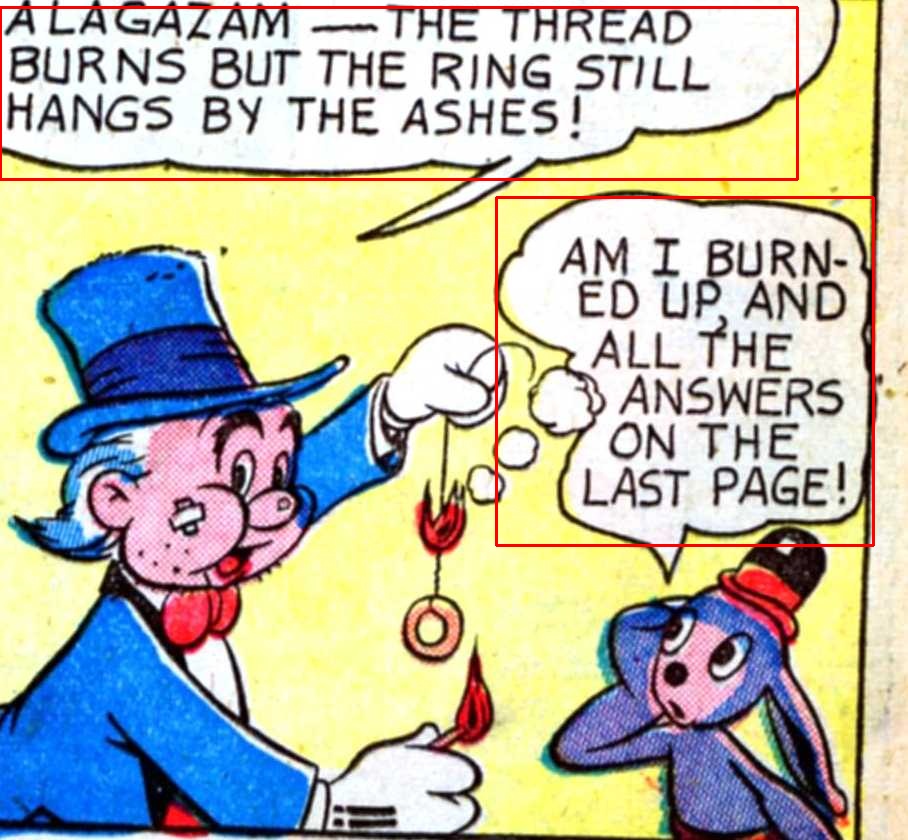 ALAGAZAM — THE THREAD
BURNS BUT THE RING STILL
HANGS BY THE ASHES!
AM I BURN-
ED UP, AND
ALL THE
ANSWERS
ON THE
LAST PAGE!